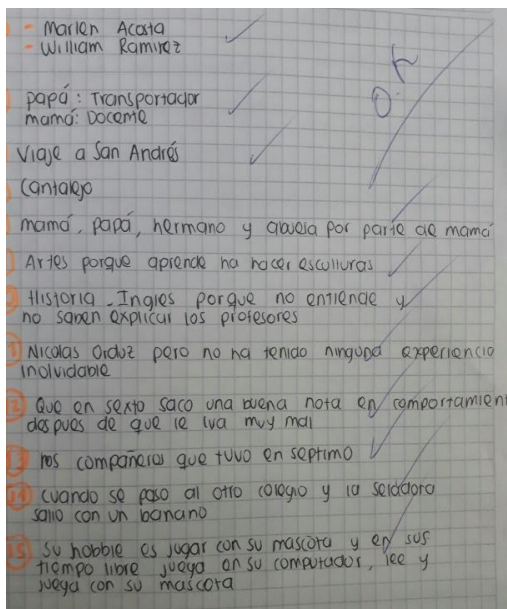 - Marlen Acosta
- William Ramirez
papá: Transportador
mamá: Docente
Viaje a San Andrés
Cantalejo
mamá, papá, hermano y abuela por parte de mamá
Artes porque aprende ha hacer esculturas
Historia - Ingles porque no entiende y
no saben explicar los profesores
11 Nicolas Orduz pero no ha tenido ninguna experiencia
inolvidable
12 Que en sexto saco una buena nota en comportamient
despues de que le iva muy mal
13 los compañeros que tuvo en septimo
14 cuando se paso al otro colegio y la
salio con un banano
15 Su hobbie es jugar con su mascota y en sus
tiempo libre juega en su computador, lee y
juega con su mascota